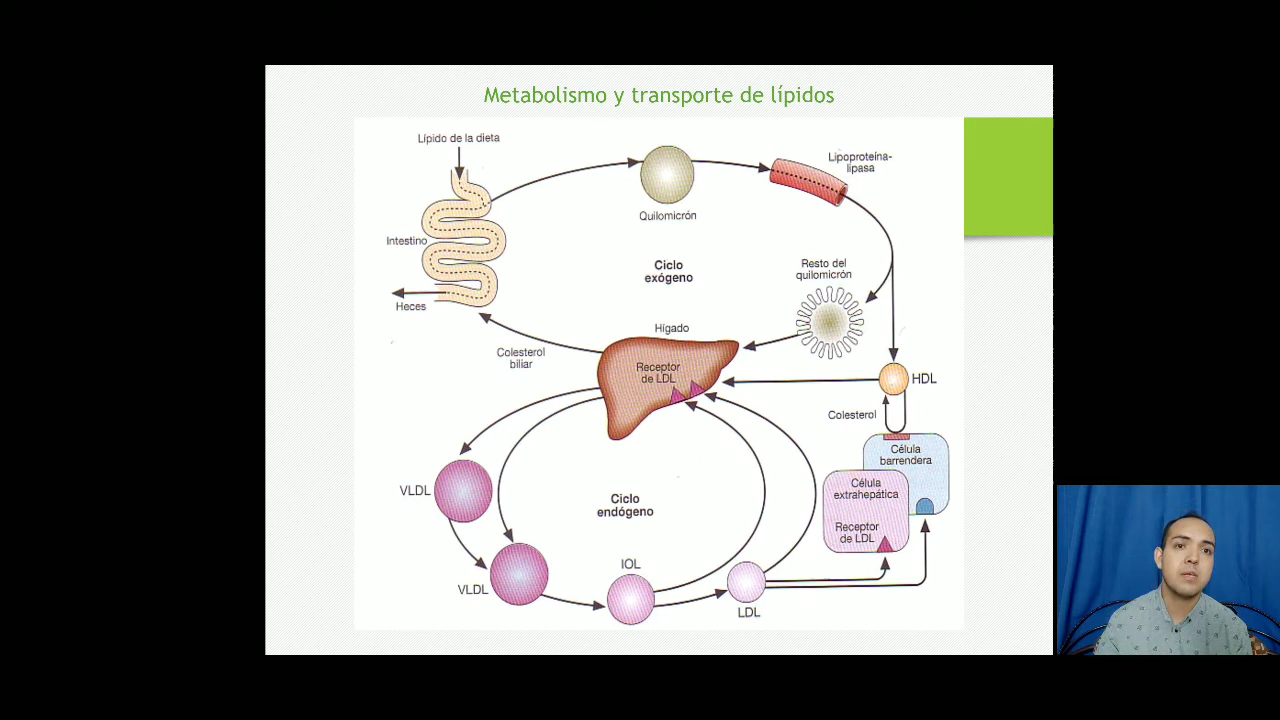 Metabolismo y transporte de lípidos
Lípido de la dieta
Lipoproteína-
lipasa
Quilomicrón
Intestino
Ciclo
exógeno
Resto del
quilomicrón
Heces
Hígado
Colesterol
biliar
Receptor
de LDL
HDL
Colesterol
Célula
barrendera
VLDL
Ciclo
endógeno
Célula
extrahepática
Receptor
de LDL
IOL
VLDL
LDL